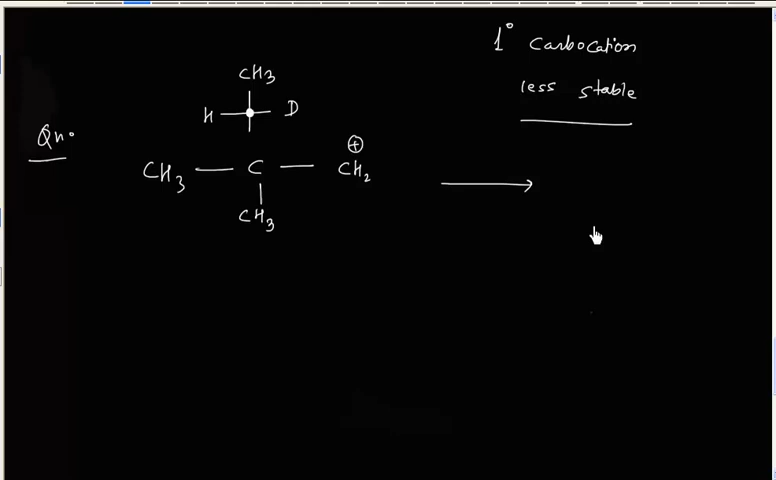 1° Carbocation
less stable
CH3
H D
Qn.
⊕
CH3 — C — CH2
CH3